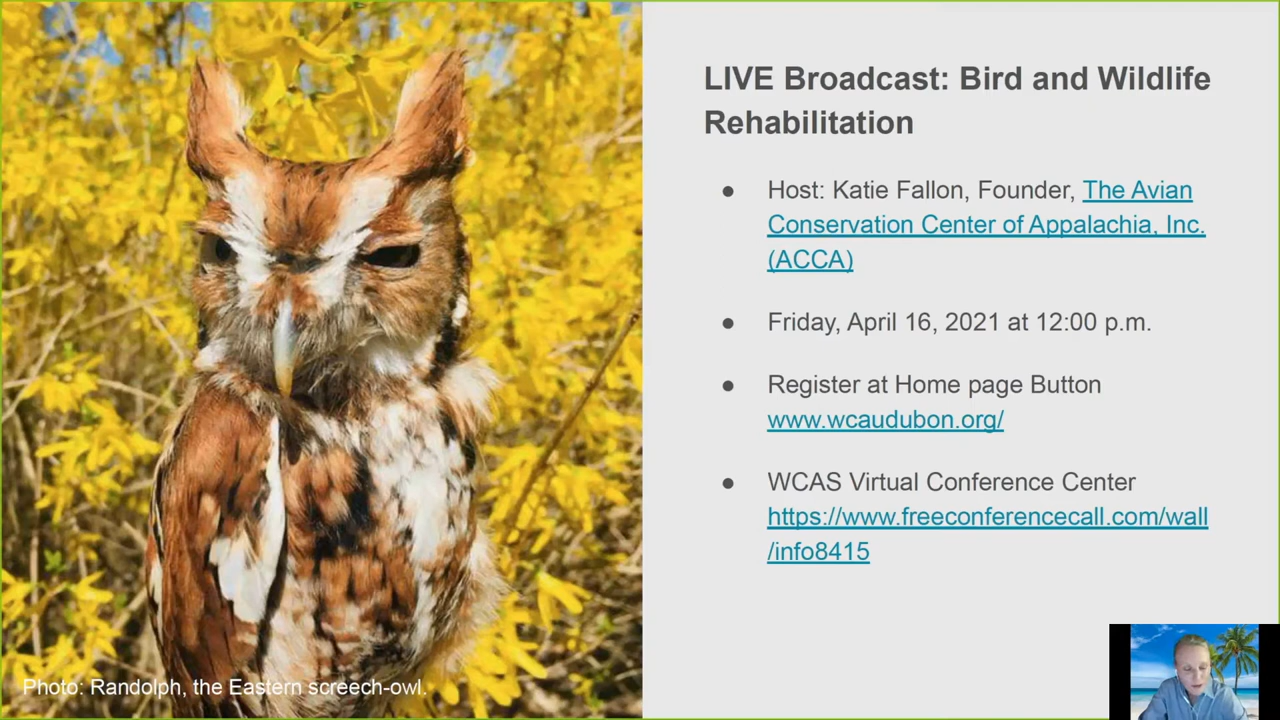 LIVE Broadcast: Bird and Wildlife
Rehabilitation
● Host: Katie Fallon, Founder, The Avian
Conservation Center of Appalachia, Inc.
(ACCA)
● Friday, April 16, 2021 at 12:00 p.m.
● Register at Home page Button
www.wcaudubon.org/
● WCAS Virtual Conference Center
https://www.freeconferencecall.com/wall
/info8415
Photo: Randolph, the Eastern screech-owl.